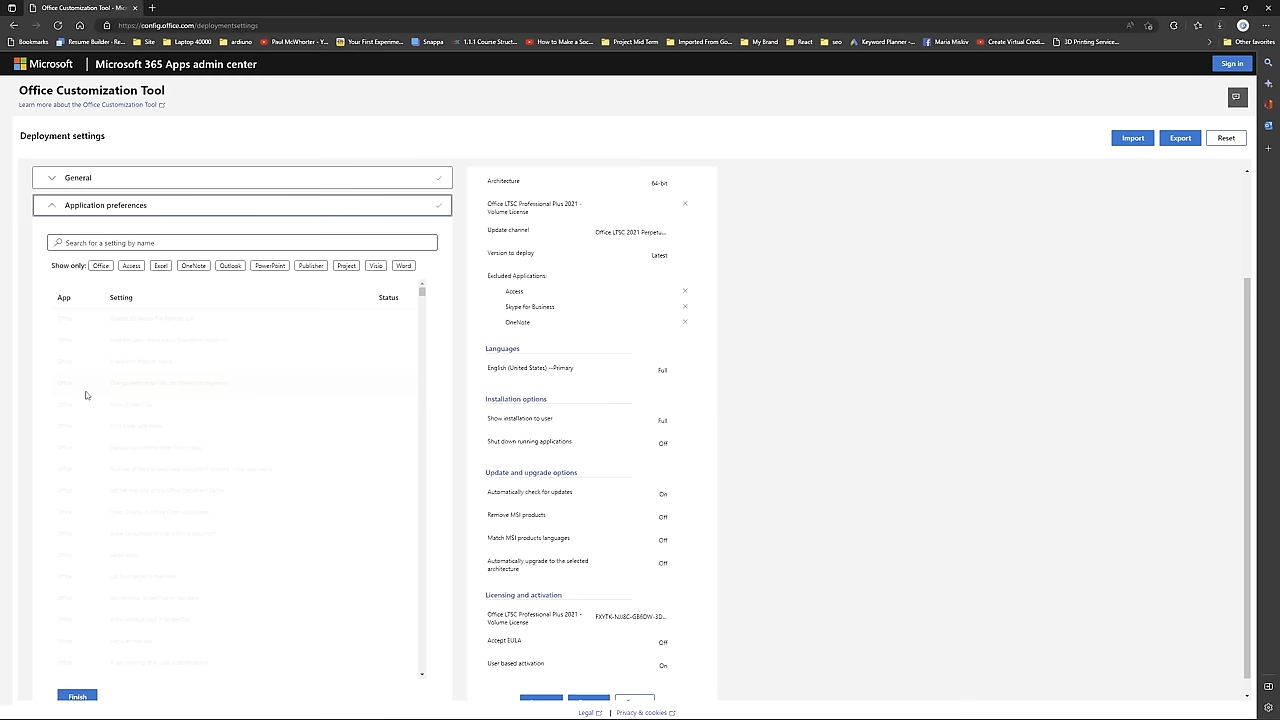 Office Customization Tool - Mic
https://config.office.com/deploymentsettings
Bookmarks
Resume Builder - Re...
Site
Laptop 40000
arduino
Paul McWhorter - Y...
Your First Experime...
Snappa
1.1.1 Course Struct...
How to Make a Soc...
Project Mid Term
Imported From Go...
My Brand
React
seo
Keyword Planner -...
Maria Miskiv
Create Virtual Credi...
3D Printing Service...
Other favorites
Microsoft
Microsoft 365 Apps admin center
Sign in
Office Customization Tool
Learn more about the Office Customization Tool
Deployment settings
Import
Export
Reset
General
Application preferences
Search for a setting by name
Show only:
Office
Access
Excel
OneNote
Outlook
PowerPoint
Publisher
Project
Visio
Word
App
Setting
Status
Finish
Architecture
64-bit
Office LTSC Professional Plus 2021 -
Volume License
Update channel
Office LTSC 2021 Perpetu...
Version to deploy
Latest
Excluded Applications:
Access
Skype for Business
OneNote
Languages
English (United States) --Primary
Full
Installation options
Show installation to user
Full
Shut down running applications
Off
Update and upgrade options
Automatically check for updates
On
Remove MSI products
Off
Match MSI products languages
Off
Automatically upgrade to the selected
architecture
Off
Licensing and activation
Office LTSC Professional Plus 2021 -
Volume License
FXYTK-NJJ8C-GB6DW-3D...
Accept EULA
Off
User based activation
On
Legal
Privacy & cookies